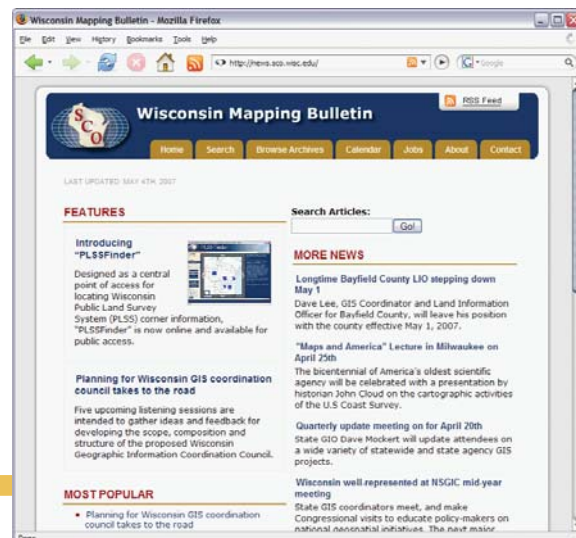 Wisconsin Mapping Bulletin - Mozilla Firefox
File Edit View History Bookmarks Tools Help
http://news.sco.wisc.edu/
Google
SCO
Wisconsin Mapping Bulletin
RSS Feed
Home Search Browse Archives Calendar Jobs About Contact
LAST UPDATED: MAY 4TH, 2007
FEATURES
Introducing
"PLSSFinder"
Designed as a central
point of access for
locating Wisconsin
Public Land Survey
System (PLSS) corner information,
"PLSSFinder" is now online and available for
public access.
Planning for Wisconsin GIS coordination
council takes to the road
Five upcoming listening sessions are
intended to gather ideas and feedback for
developing the scope, composition and
structure of the proposed Wisconsin
Geographic Information Coordination Council.
MOST POPULAR
• Planning for Wisconsin GIS coordination
council takes to the road
Search Articles:
Go!
MORE NEWS
Longtime Bayfield County LIO stepping down
May 1
Dave Lee, GIS Coordinator and Land Information
Officer for Bayfield County, will leave his position
with the county effective May 1, 2007.
"Maps and America" Lecture in Milwaukee on
April 25th
The bicentennial of America's oldest scientific
agency will be celebrated with a presentation by
historian John Cloud on the cartographic activities
of the U.S Coast Survey.
Quarterly update meeting on for April 20th
State GIO Dave Mockert will update attendees on
a wide variety of statewide and state agency GIS
projects.
Wisconsin well-represented at NSGIC mid-year
meeting
State GIS coordinators meet, and make
Congressional visits to educate policy-makers on
national geospatial initiatives. The next major